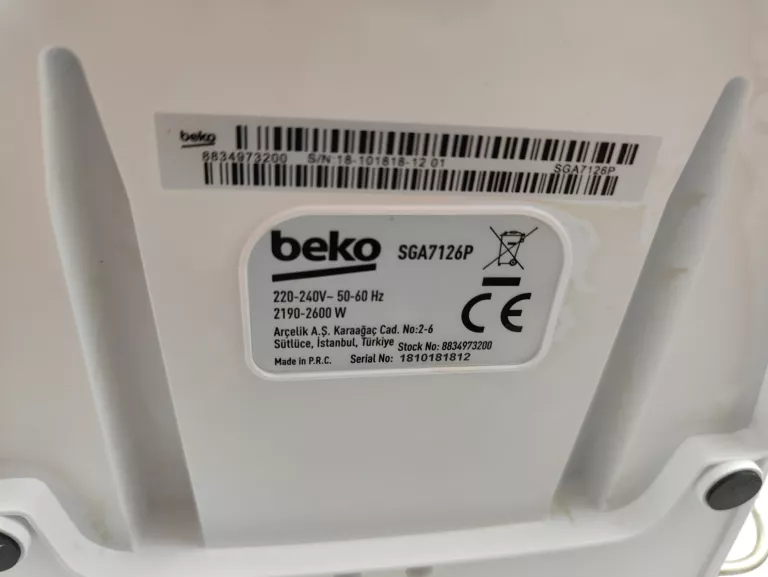 beko
8834973200 S/N 18-101818-12 01 SGA7126P
beko SGA7126P
220-240V~ 50-60 Hz
2190-2600 W
Arçelik A.Ş. Karaağaç Cad. No:2-6
Sütlüce, İstanbul, Türkiye Stock No: 8834973200
Made in P.R.C. Serial No: 1810181812
CE